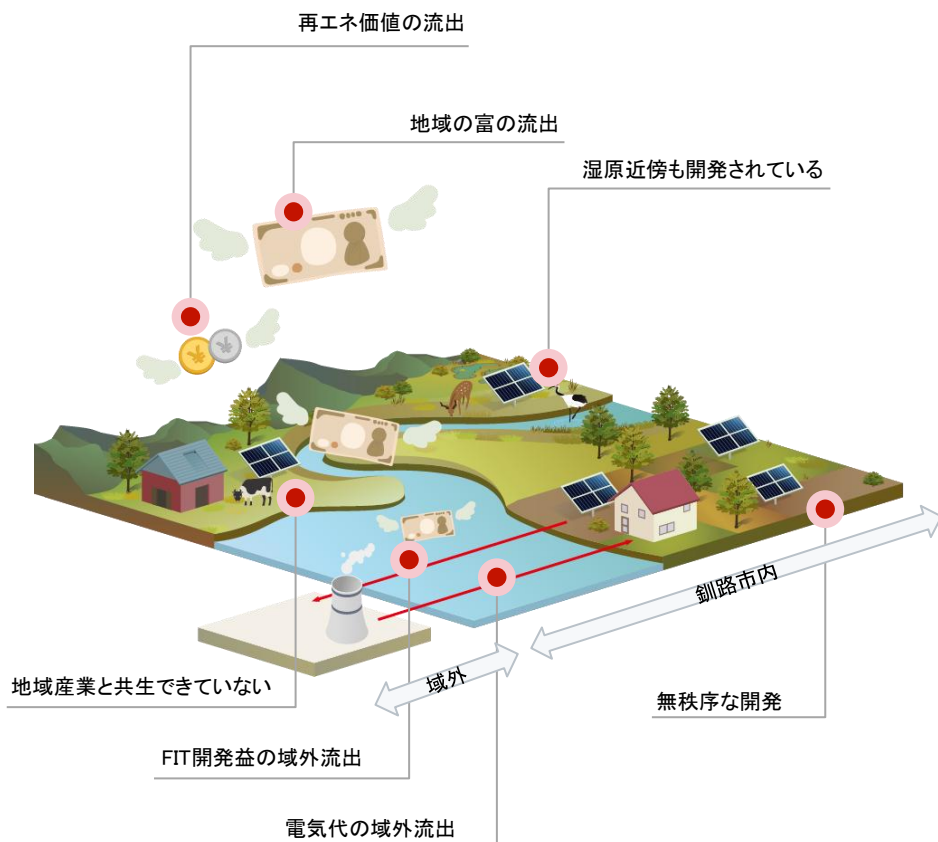 再エネ価値の流出
地域の富の流出
湿原近傍も開発されている
釧路市内
域外
地域産業と共生できていない
無秩序な開発
FIT開発益の域外流出
電気代の域外流出